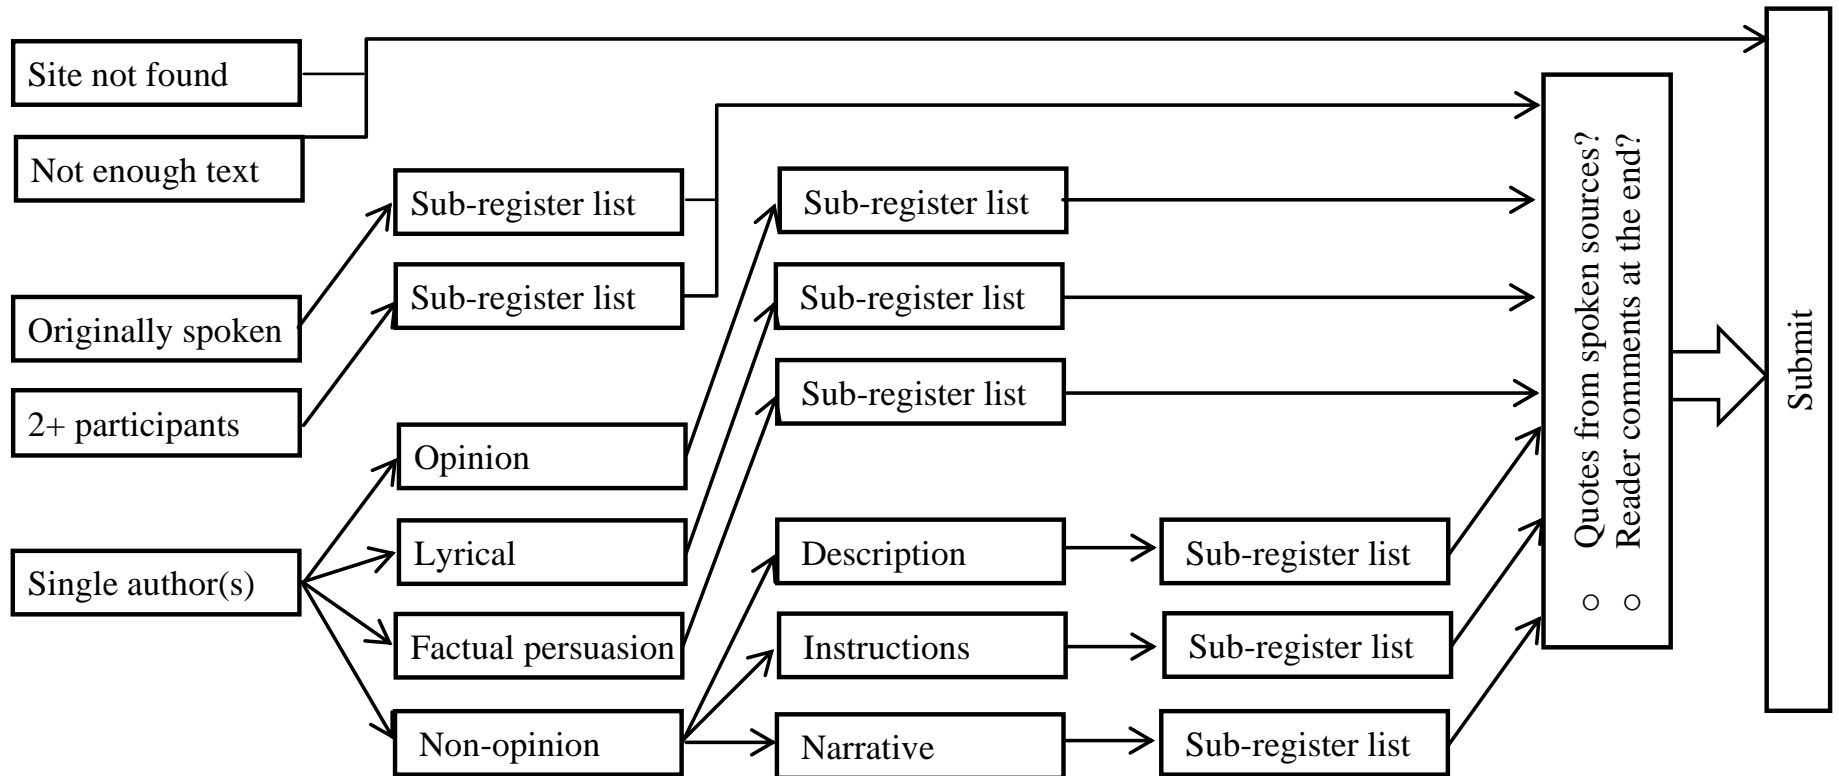 Site not found
Not enough text
Originally spoken
2+ participants
Single author(s)
Sub-register list
Sub-register list
Opinion
Lyrical
Factual persuasion
Non-opinion
Sub-register list
Sub-register list
Sub-register list
Description
Instructions
Narrative
Sub-register list
Sub-register list
Sub-register list
○ Quotes from spoken sources?
○ Reader comments at the end?
Submit